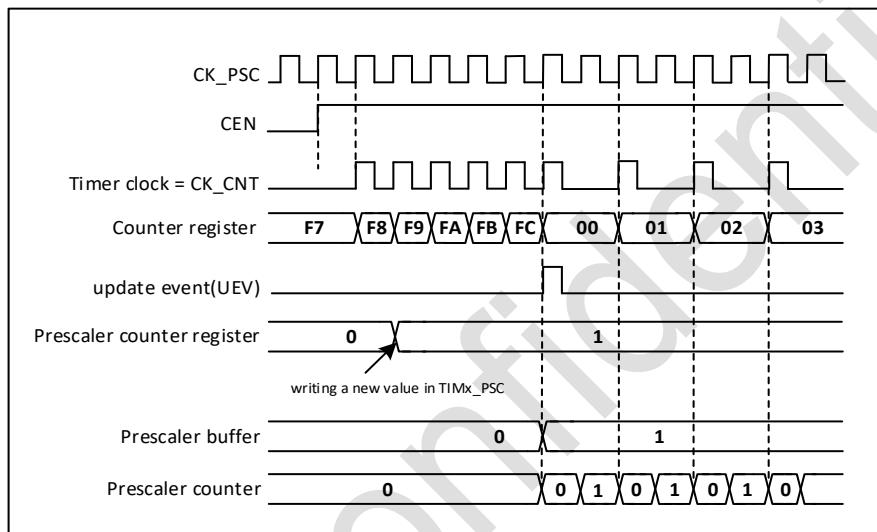 CK_PSC
CEN
Timer clock = CK_CNT
Counter register F7 F8 F9 FA FB FC 00 01 02 03
update event(UEV)
Prescaler counter register 0 1
writing a new value in TIMx_PSC
Prescaler buffer 0 1
Prescaler counter 0 0 1 0 1 0 1 0
onfidenti